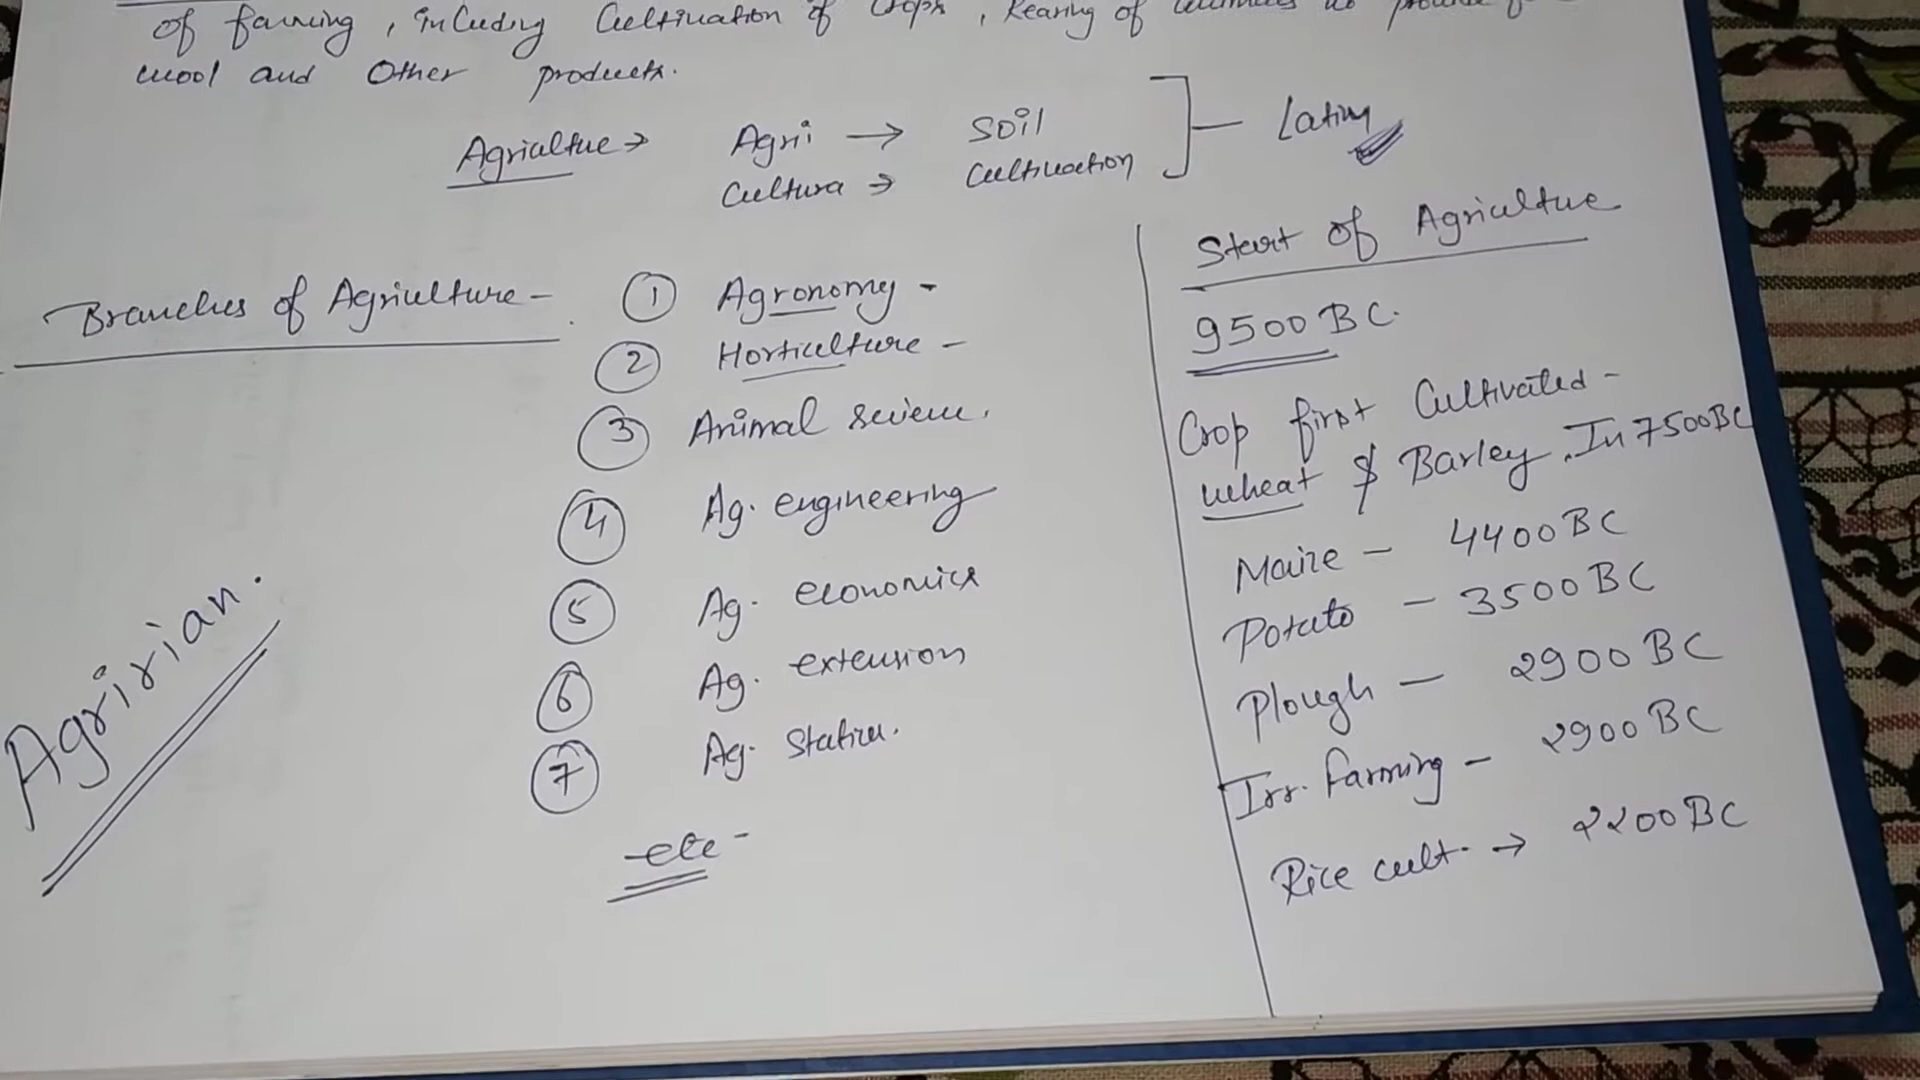 of farming, including Cultivation of Crops, Rearing of
wool and Other products.
Agriculture → Agri → Soil
Cultura → Cultivation
Latin
Branches of Agriculture -
① Agronomy -
② Horticulture -
③ Animal science.
④ Ag. engineering
⑤ Ag. economics
⑥ Ag. extension
⑦ Ag.
etc -
Agririan.
Start of Agriculture
9500 BC.
Crop first Cultivated -
wheat & Barley. In 7500 BC
Maize - 4400 BC
Potato - 3500 BC
Plough - 2900 BC
Irr. farming - 2900 BC
Rice cult. → 2200 BC